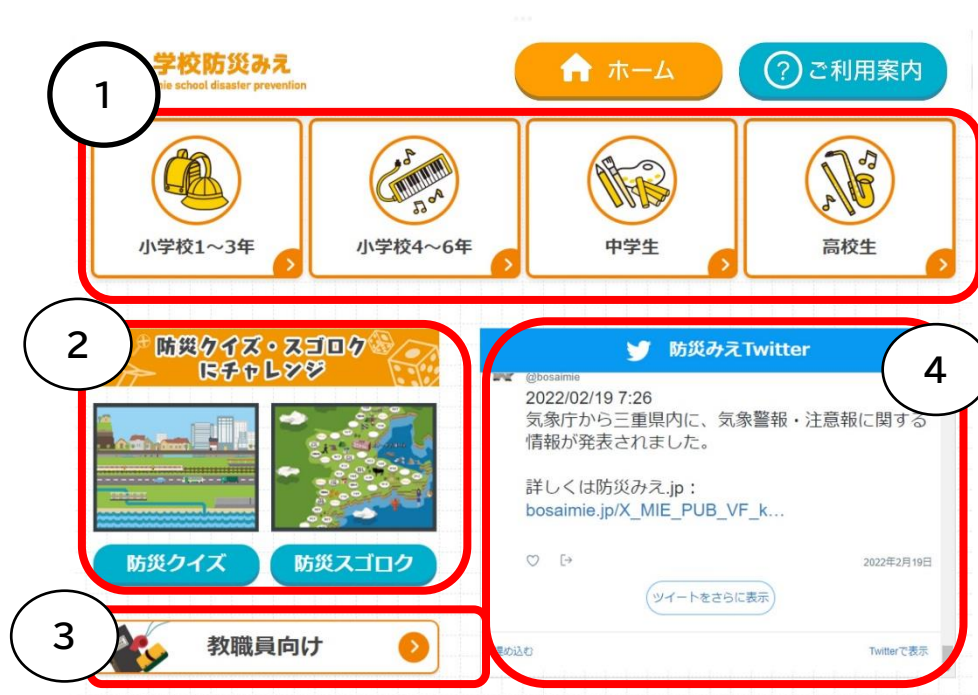 1
学校防災みえ
mie school disaster prevention
ホーム
? ご利用案内
小学校1～3年
小学校4～6年
中学生
高校生
2
防災クイズ・スゴロク
にチャレンジ
防災クイズ
防災スゴロク
3
教職員向け
4
防災みえTwitter
@bosaimie
2022/02/19 7:26
気象庁から三重県内に、気象警報・注意報に関する
情報が発表されました。
詳しくは防災みえ.jp：
bosaimie.jp/X_MIE_PUB_VF_k…
2022年2月19日
ツイートをさらに表示
め込む
Twitterで表示